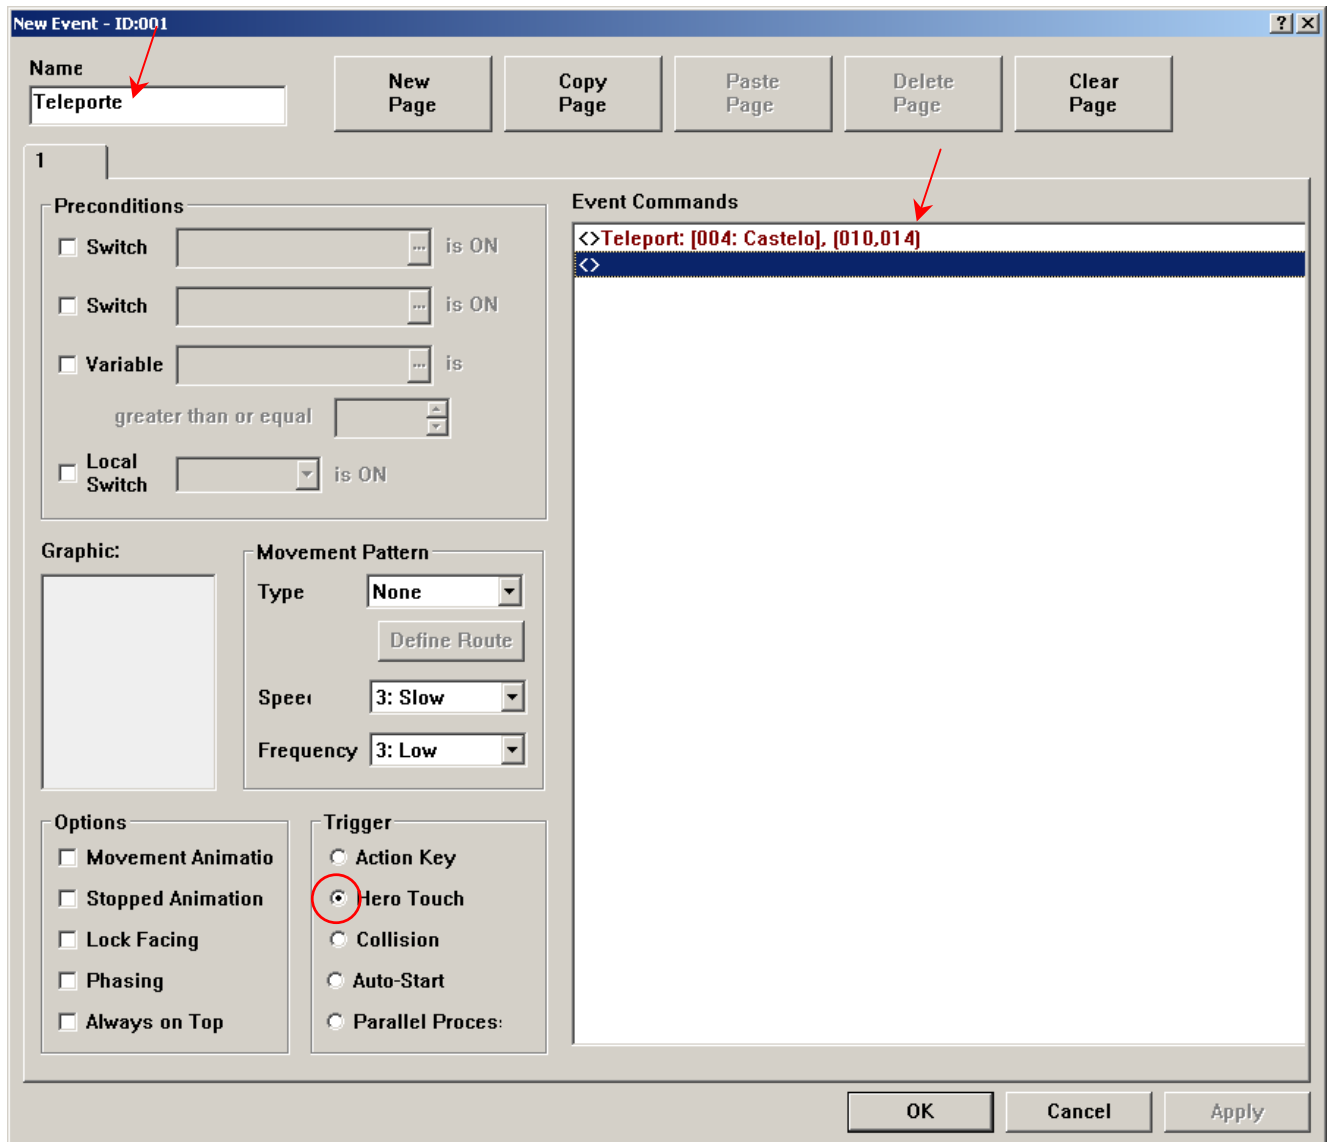 New Event - ID:001
Name
Teleporte
New Page
Copy Page
Paste Page
Delete Page
Clear Page
1
Preconditions
Switch ... is ON
Switch ... is ON
Variable ... is
greater than or equal
Local Switch is ON
Graphic:
Movement Pattern
Type None
Define Route
Speed 3: Slow
Frequency 3: Low
Options
Movement Animatio
Stopped Animation
Lock Facing
Phasing
Always on Top
Trigger
Action Key
Hero Touch
Collision
Auto-Start
Parallel Proces
Event Commands
<>Teleport: [004: Castelo], (010,014)
<>
OK
Cancel
Apply